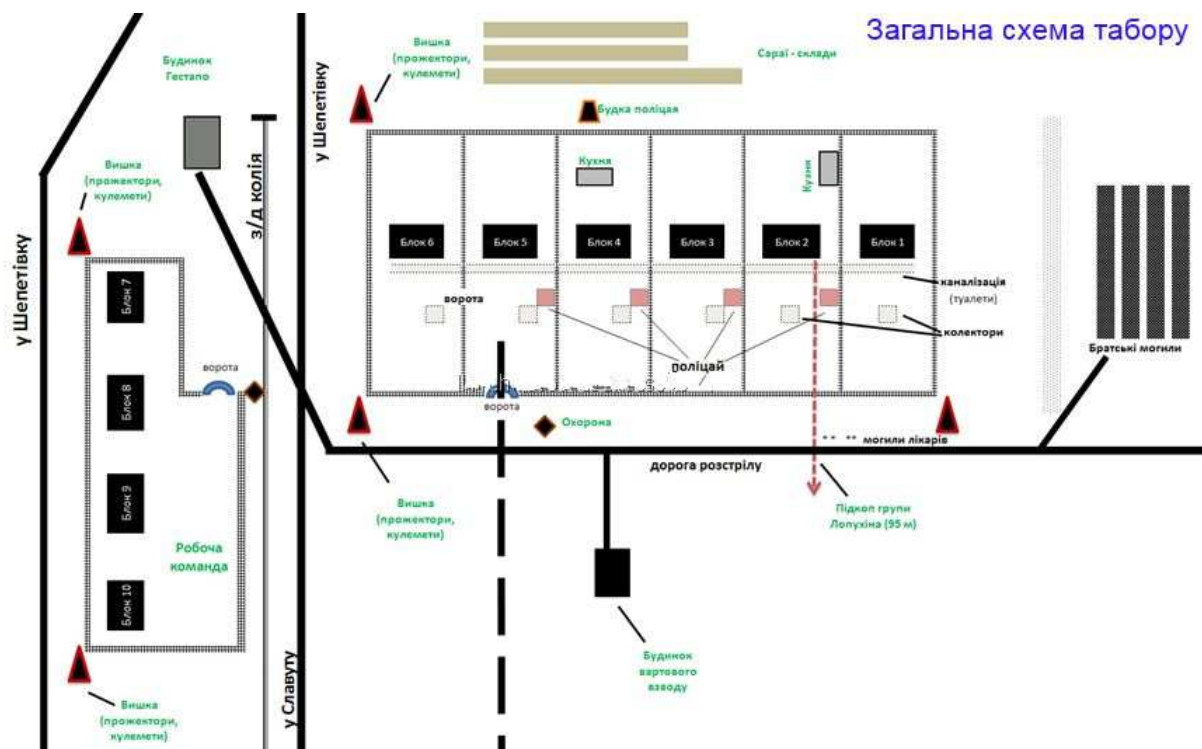 Загальна схема табору
Вишка
(прожектори,
кулемети)
Сараї - склади
Будинок
Гестапо
у Шепетівку
Будка поліцая
Вишка
(прожектори,
кулемети)
з/д колія
Кухня
Кухня
у Шепетівку
Блок 6
Блок 5
Блок 4
Блок 3
Блок 2
Блок 1
каналізація
(туалети)
ворота
колектори
Братські могили
поліцай
Блок 7
Блок 8
Блок 9
Блок 10
ворота
ворота
Охорона
могили лікарів
дорога розстрілу
Вишка
(прожектори,
кулемети)
Підкоп групи
Лопухіна (95 м)
Робоча
команда
у Славуту
Будинок
вартового
взводу
Вишка
(прожектори,
кулемети)